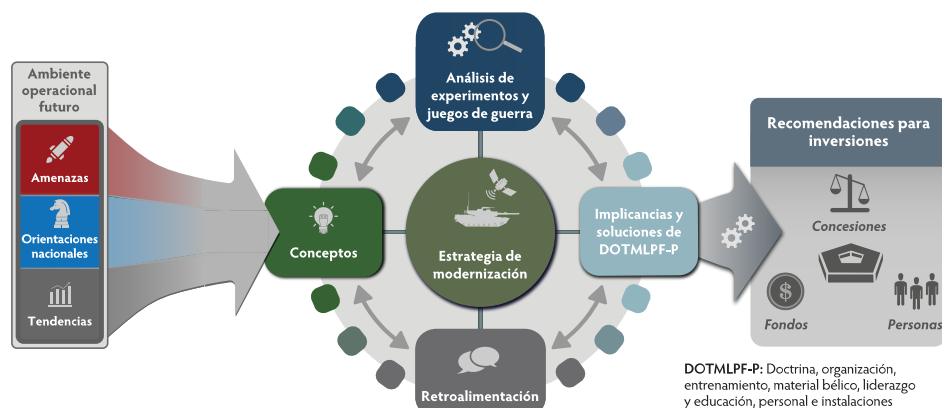 Ambiente
operacional
futuro
Amenazas
Orientaciones
nacionales
Tendencias
Conceptos
Análisis de
experimentos y
juegos de guerra
Estrategia de
modernización
Retroalimentación
Implicancias y
soluciones de
DOTMLPF-P
Recomendaciones para
inversiones
Concesiones
$
Fondos
Personas
DOTMLPF-P: Doctrina, organización,
entrenamiento, material bélico, liderazgo
y educación, personal e instalaciones